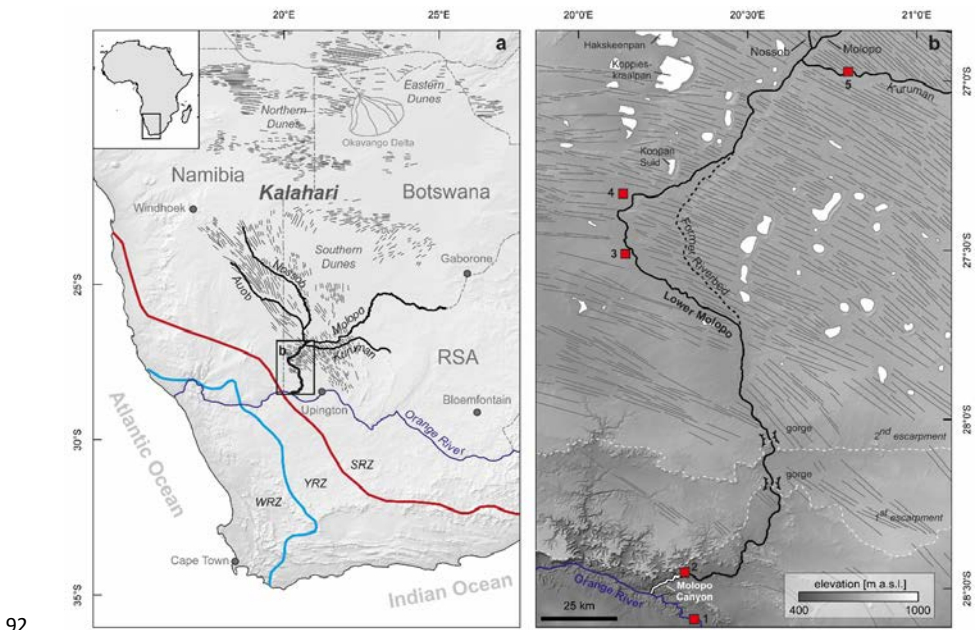 20°E
25°E
a
Northern
Dunes
Eastern
Dunes
Okavango Delta
Namibia
Kalahari
Botswana
Windhoek
Southern
Dunes
Gaborone
25°S
Nossob
Auob
Molopo
Kuruman
b
RSA
Upington
Bloemfontein
Orange River
30°S
Atlantic Ocean
SRZ
YRZ
WRZ
Cape Town
Indian Ocean
35°S
20°0'E
20°30'E
21°0'E
b
Hakskeenpan
Nossob
Molopo
Koppies-
kraalpan
5
Kuruman
27°0'S
Koopan
Suid
4
Former
Riverbed
3
27°30'S
Lower Molopo
28°0'S
gorge
2nd escarpment
gorge
1st escarpment
2
Molopo
Canyon
28°30'S
Orange River
1
25 km
elevation [m a.s.l.]
400
1000
92